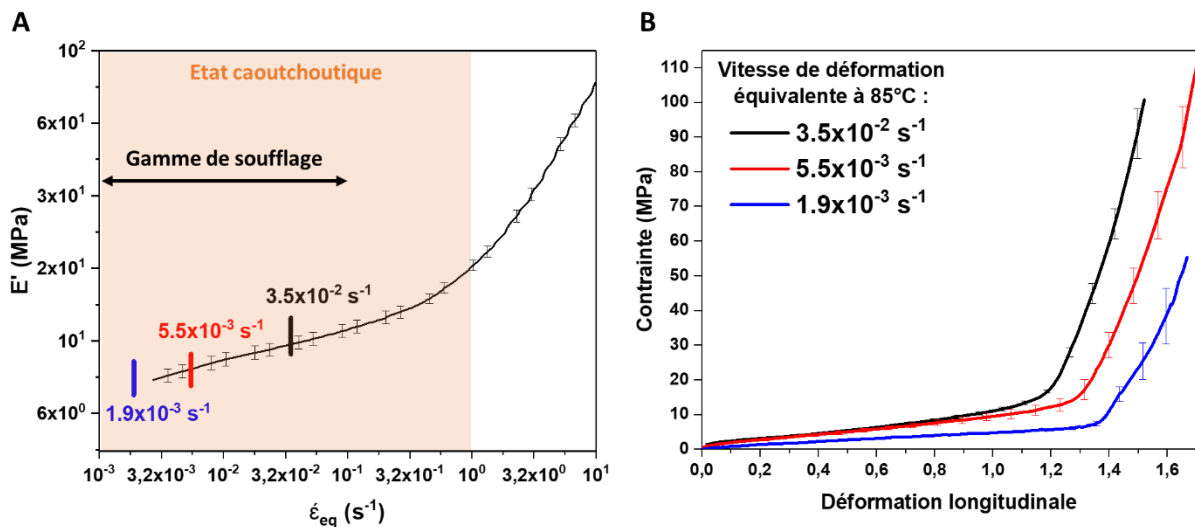 A
10²
6x10¹
3x10¹
2x10¹
10¹
6x10⁰
E' (MPa)
Etat caoutchoutique
Gamme de soufflage
3.5x10⁻² s⁻¹
5.5x10⁻³ s⁻¹
1.9x10⁻³ s⁻¹
10⁻³ 3,2x10⁻³ 10⁻² 3,2x10⁻² 10⁻¹ 3,2x10⁻¹ 10⁰ 3,2x10⁰ 10¹
ε̇eq (s⁻¹)
B
110
100
90
80
70
60
50
40
30
20
10
0
Contrainte (MPa)
Vitesse de déformation
équivalente à 85°C :
3.5x10⁻² s⁻¹
5.5x10⁻³ s⁻¹
1.9x10⁻³ s⁻¹
0,0 0,2 0,4 0,6 0,8 1,0 1,2 1,4 1,6
Déformation longitudinale